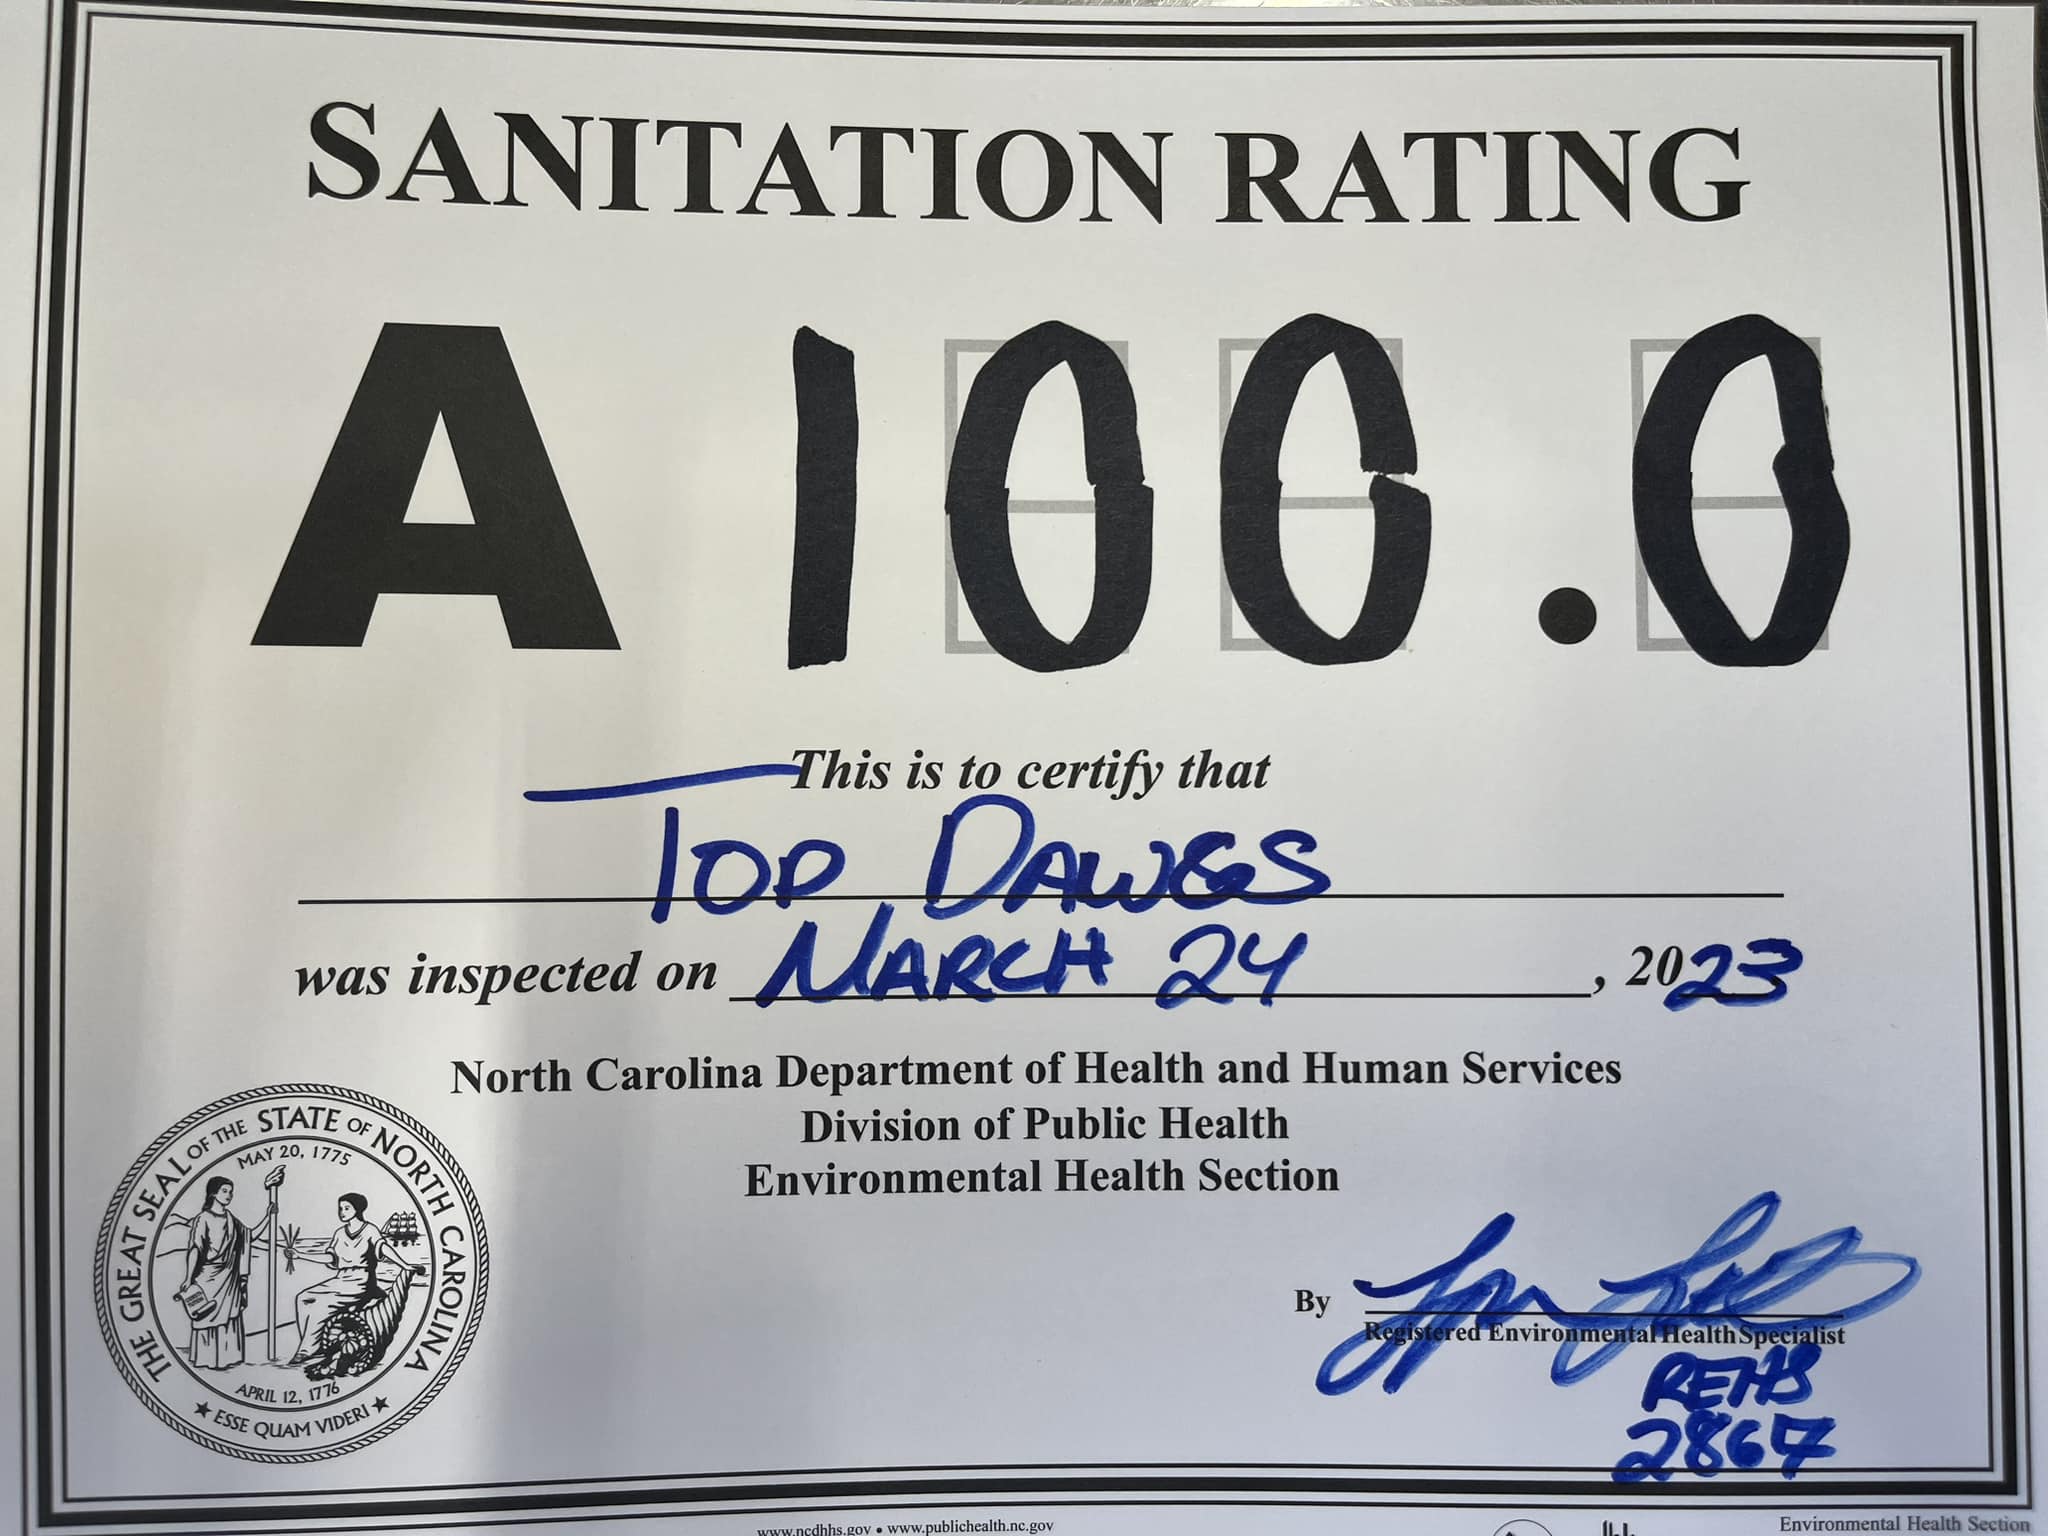 SANITATION RATING
A 100.0
This is to certify that
TOP DAWGS
was inspected on MARCH 24, 2023
North Carolina Department of Health and Human Services
Division of Public Health
Environmental Health Section
THE GREAT SEAL OF THE STATE OF NORTH CAROLINA
MAY 20, 1775
APRIL 12, 1776
★ ESSE QUAM VIDERI ★
By
Registered Environmental Health Specialist
REHS
2867
www.ncdhhs.gov • www.publichealth.nc.gov
Environmental Health Section